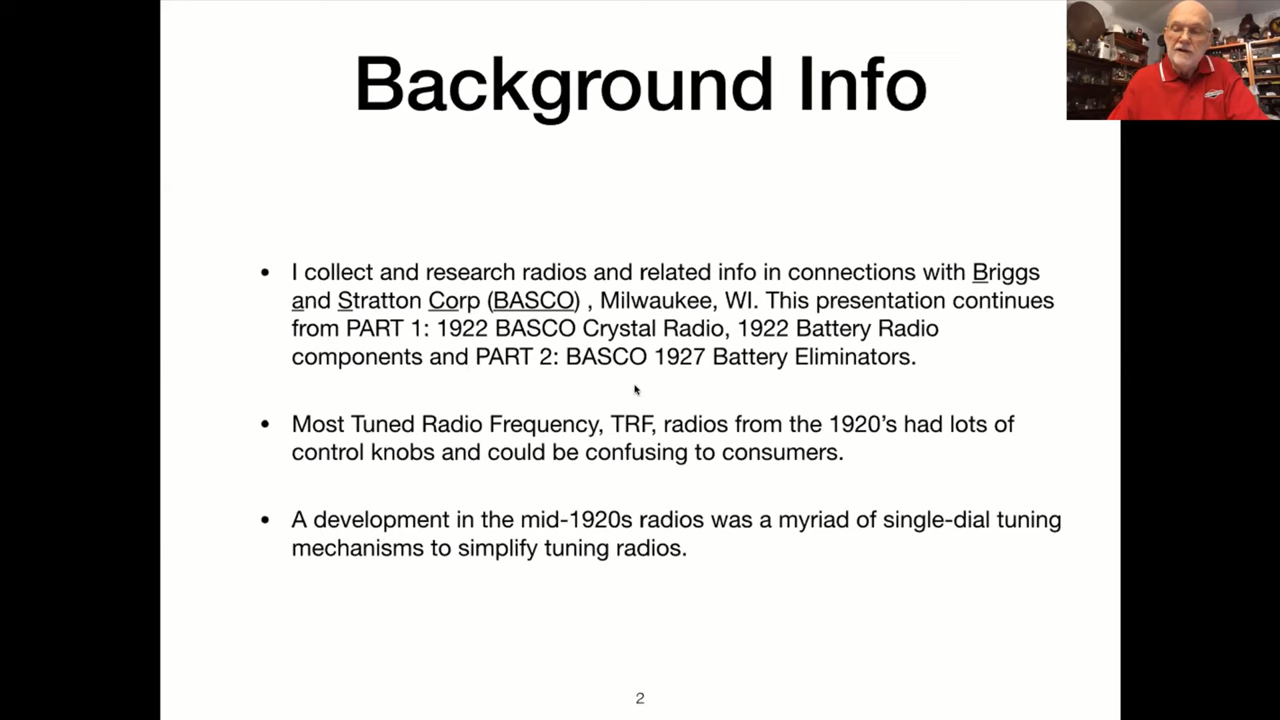 Background Info
• I collect and research radios and related info in connections with Briggs
and Stratton Corp (BASCO) , Milwaukee, WI. This presentation continues
from PART 1: 1922 BASCO Crystal Radio, 1922 Battery Radio
components and PART 2: BASCO 1927 Battery Eliminators.
• Most Tuned Radio Frequency, TRF, radios from the 1920’s had lots of
control knobs and could be confusing to consumers.
• A development in the mid-1920s radios was a myriad of single-dial tuning
mechanisms to simplify tuning radios.
2